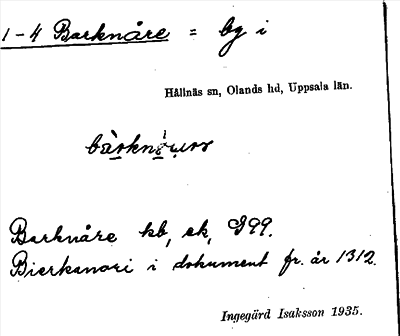 1-4 Barknåre = by i
Hållnäs sn, Olands hd, Uppsala län.
Barknåre kb, ek, G99.
Bierkanori i dokument fr. år 1312.
Ingegärd Isaksson 1935.